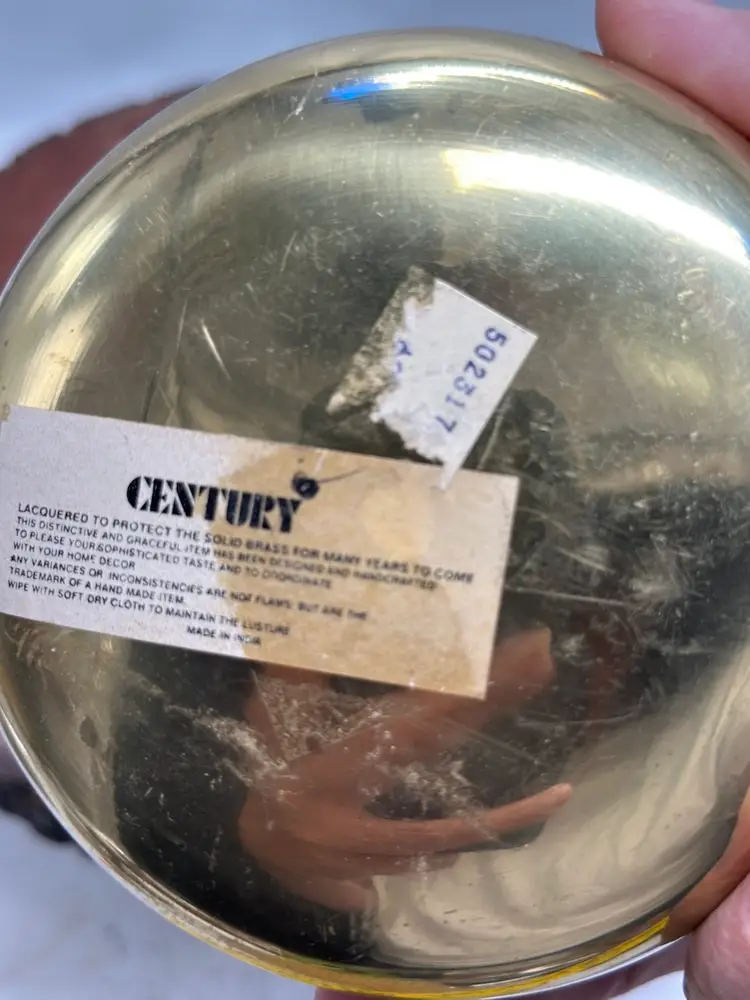 502317
CENTURY
LACQUERED TO PROTECT THE SOLID BRASS FOR MANY YEARS TO COME
THIS DISTINCTIVE AND GRACEFUL ITEM HAS BEEN DESIGNED AND HANDCRAFTED
TO PLEASE YOUR SOPHISTICATED TASTE AND TO COORDINATE
WITH YOUR HOME DECOR
ANY VARIANCES OR INCONSISTENCIES ARE NOT FLAWS: BUT ARE THE
TRADEMARK OF A HAND MADE ITEM.
WIPE WITH SOFT DRY CLOTH TO MAINTAIN THE LUSTURE
MADE IN INDIA